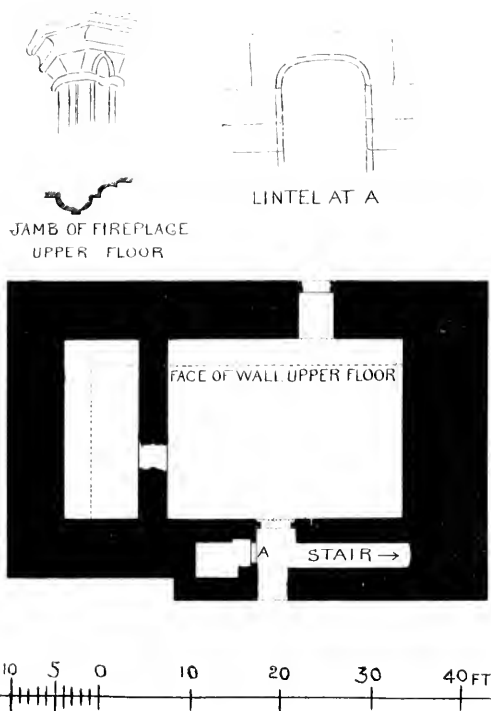 LINTEL AT A
JAMB OF FIREPLACE
UPPER FLOOR
FACE OF WALL UPPER FLOOR
A
STAIR →
10 5 0 10 20 30 40 FT